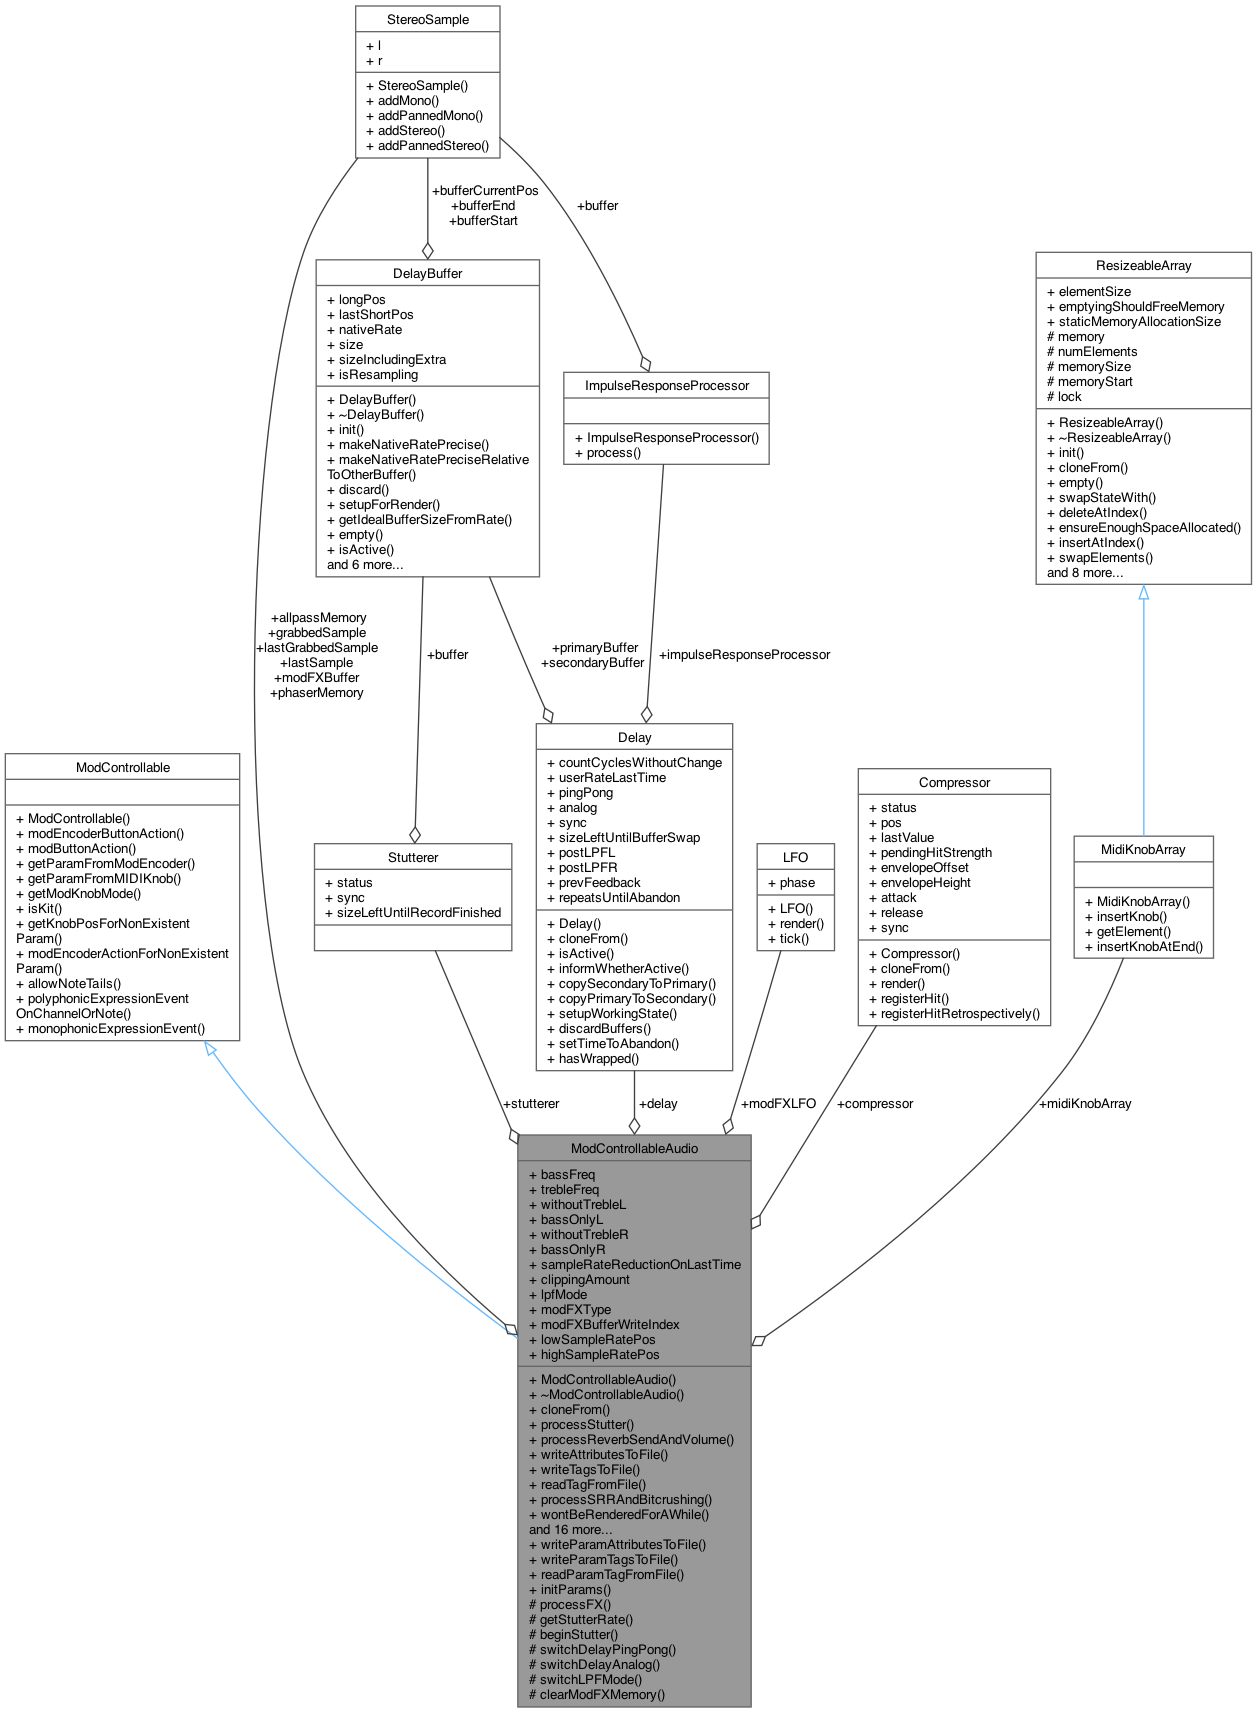 StereoSample
+ l
+ r
+ StereoSample()
+ addMono()
+ addPannedMono()
+ addStereo()
+ addPannedStereo()
+bufferCurrentPos
+bufferEnd
+bufferStart
+buffer
DelayBuffer
+ longPos
+ lastShortPos
+ nativeRate
+ size
+ sizeIncludingExtra
+ isResampling
+ DelayBuffer()
+ ~DelayBuffer()
+ init()
+ makeNativeRatePrecise()
+ makeNativeRatePreciseRelative
ToOtherBuffer()
+ discard()
+ setupForRender()
+ getIdealBufferSizeFromRate()
+ empty()
+ isActive()
and 6 more...
ImpulseResponseProcessor
+ ImpulseResponseProcessor()
+ process()
ResizeableArray
+ elementSize
+ emptyingShouldFreeMemory
+ staticMemoryAllocationSize
# memory
# numElements
# memorySize
# memoryStart
# lock
+ ResizeableArray()
+ ~ResizeableArray()
+ init()
+ cloneFrom()
+ empty()
+ swapStateWith()
+ deleteAtIndex()
+ ensureEnoughSpaceAllocated()
+ insertAtIndex()
+ swapElements()
and 8 more...
+allpassMemory
+grabbedSample
+lastGrabbedSample
+lastSample
+modFXBuffer
+phaserMemory
+buffer
+primaryBuffer
+secondaryBuffer
+impulseResponseProcessor
ModControllable
+ ModControllable()
+ modEncoderButtonAction()
+ modButtonAction()
+ getParamFromModEncoder()
+ getParamFromMIDIKnob()
+ getModKnobMode()
+ isKit()
+ getKnobPosForNonExistent
Param()
+ modEncoderActionForNonExistent
Param()
+ allowNoteTails()
+ polyphonicExpressionEvent
OnChannelOrNote()
+ monophonicExpressionEvent()
Stutterer
+ status
+ sync
+ sizeLeftUntilRecordFinished
Delay
+ countCyclesWithoutChange
+ userRateLastTime
+ pingPong
+ analog
+ sync
+ sizeLeftUntilBufferSwap
+ postLPFL
+ postLPFR
+ prevFeedback
+ repeatsUntilAbandon
+ Delay()
+ cloneFrom()
+ isActive()
+ informWhetherActive()
+ copySecondaryToPrimary()
+ copyPrimaryToSecondary()
+ setupWorkingState()
+ discardBuffers()
+ setTimeToAbandon()
+ hasWrapped()
LFO
+ phase
+ LFO()
+ render()
+ tick()
Compressor
+ status
+ pos
+ lastValue
+ pendingHitStrength
+ envelopeOffset
+ envelopeHeight
+ attack
+ release
+ sync
+ Compressor()
+ cloneFrom()
+ render()
+ registerHit()
+ registerHitRetrospectively()
MidiKnobArray
+ MidiKnobArray()
+ insertKnob()
+ getElement()
+ insertKnobAtEnd()
+stutterer
+delay
+modFXLFO
+compressor
+midiKnobArray
ModControllableAudio
+ bassFreq
+ trebleFreq
+ withoutTrebleL
+ bassOnlyL
+ withoutTrebleR
+ bassOnlyR
+ sampleRateReductionOnLastTime
+ clippingAmount
+ lpfMode
+ modFXType
+ modFXBufferWriteIndex
+ lowSampleRatePos
+ highSampleRatePos
+ ModControllableAudio()
+ ~ModControllableAudio()
+ cloneFrom()
+ processStutter()
+ processReverbSendAndVolume()
+ writeAttributesToFile()
+ writeTagsToFile()
+ readTagFromFile()
+ processSRRAndBitcrushing()
+ wontBeRenderedForAWhile()
and 16 more...
+ writeParamAttributesToFile()
+ writeParamTagsToFile()
+ readParamTagFromFile()
+ initParams()
# processFX()
# getStutterRate()
# beginStutter()
# switchDelayPingPong()
# switchDelayAnalog()
# switchLPFMode()
# clearModFXMemory()